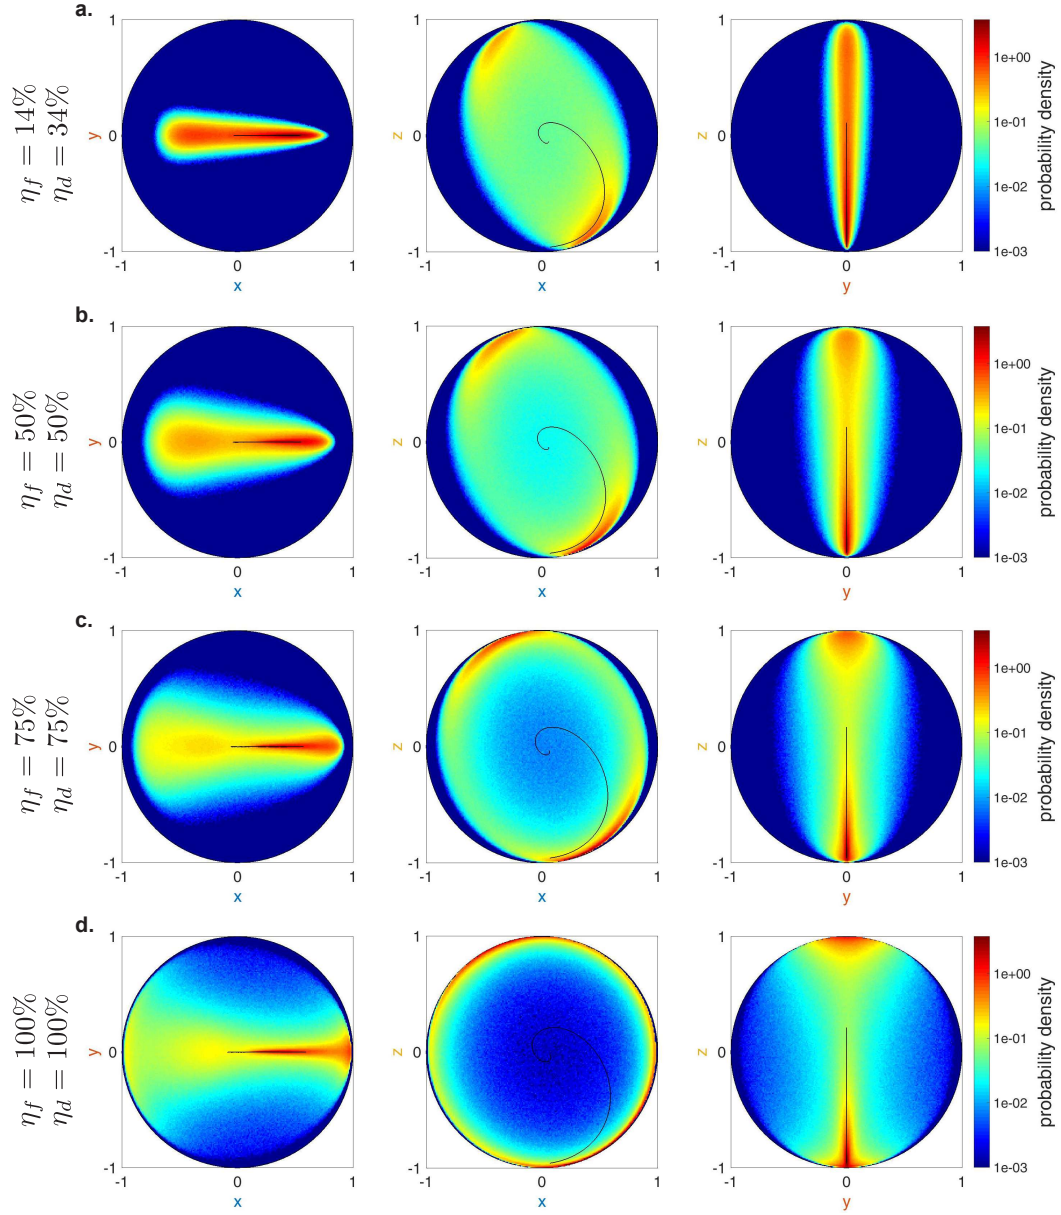 a.
η_f = 14%
η_d = 34%
1
0
-1
y
-1
0
1
x
1
0
-1
z
-1
0
1
x
1
0
-1
z
-1
0
1
y
1e+00
1e-01
1e-02
1e-03
probability density
b.
η_f = 50%
η_d = 50%
1
0
-1
y
-1
0
1
x
1
0
-1
z
-1
0
1
x
1
0
-1
z
-1
0
1
y
1e+00
1e-01
1e-02
1e-03
probability density
c.
η_f = 75%
η_d = 75%
1
0
-1
y
-1
0
1
x
1
0
-1
z
-1
0
1
x
1
0
-1
z
-1
0
1
y
1e+00
1e-01
1e-02
1e-03
probability density
d.
η_f = 100%
η_d = 100%
1
0
-1
y
-1
0
1
x
1
0
-1
z
-1
0
1
x
1
0
-1
z
-1
0
1
y
1e+00
1e-01
1e-02
1e-03
probability density